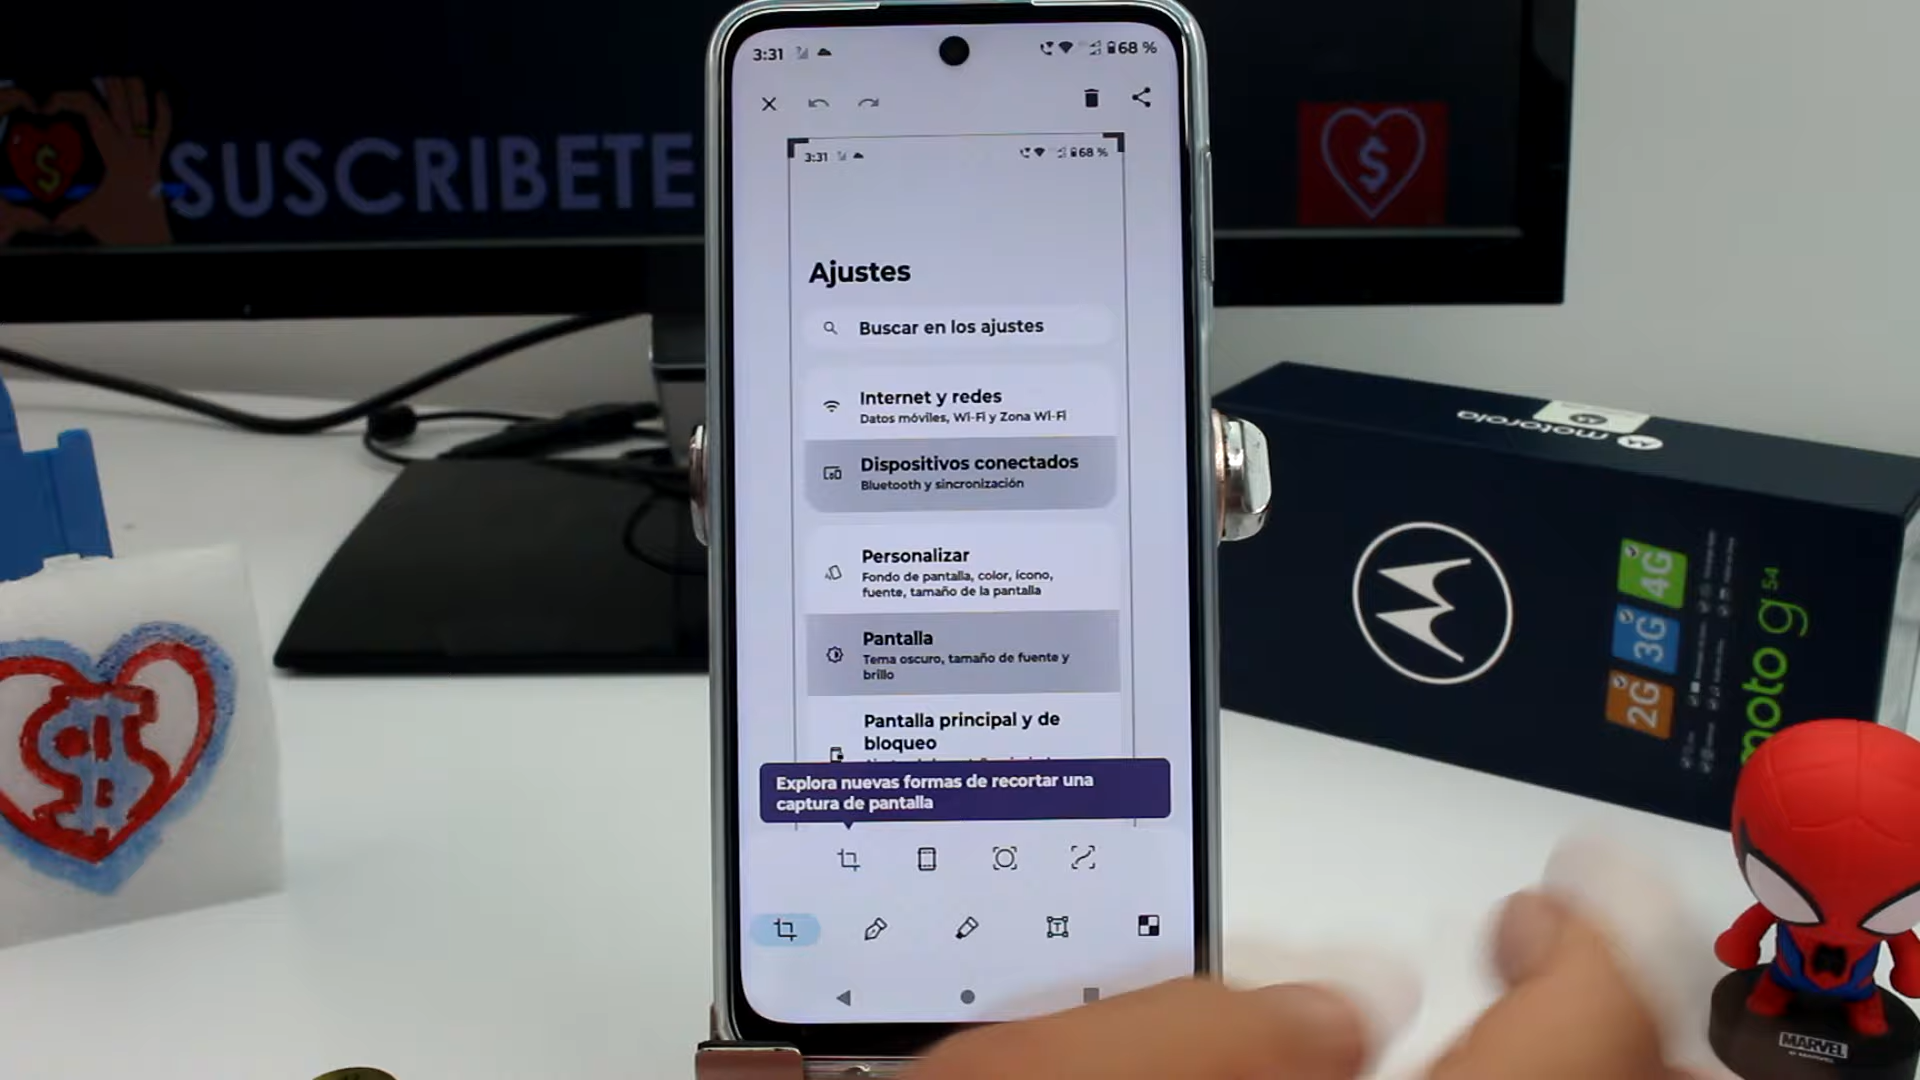 SUSCRIBETE
$
$
3:31
68 %
3:31
68 %
Ajustes
Buscar en los ajustes
Internet y redes
Datos móviles, Wi-Fi y Zona Wi-Fi
Dispositivos conectados
Bluetooth y sincronización
Personalizar
Fondo de pantalla, color, ícono,
fuente, tamaño de la pantalla
Pantalla
Tema oscuro, tamaño de fuente y
brillo
Pantalla principal y de
bloqueo
Explora nuevas formas de recortar una
captura de pantalla
T
motorola
2G 3G 4G
moto g 54
MARVEL